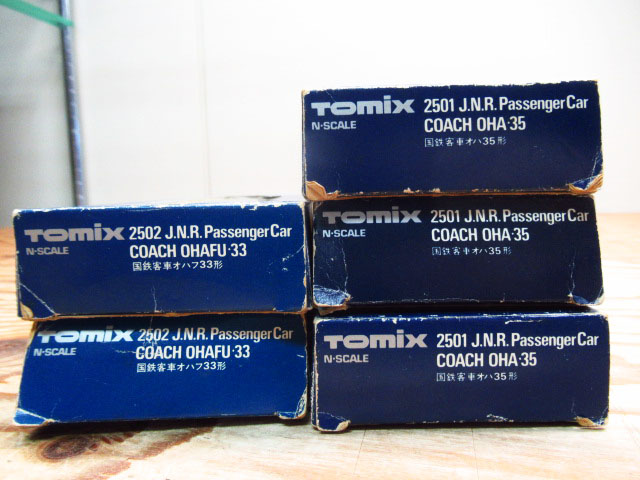 TOMIX 2501 J.N.R. Passenger Car
N-SCALE COACH OHA·35
国鉄客車オハ35形
TOMIX 2502 J.N.R. Passenger Car
N-SCALE COACH OHAFU·33
国鉄客車オハフ33形
TOMIX 2501 J.N.R. Passenger Car
N-SCALE COACH OHA·35
国鉄客車オハ35形
TOMIX 2502 J.N.R. Passenger Car
N-SCALE COACH OHAFU·33
国鉄客車オハフ33形
TOMIX 2501 J.N.R. Passenger Car
N-SCALE COACH OHA·35
国鉄客車オハ35形